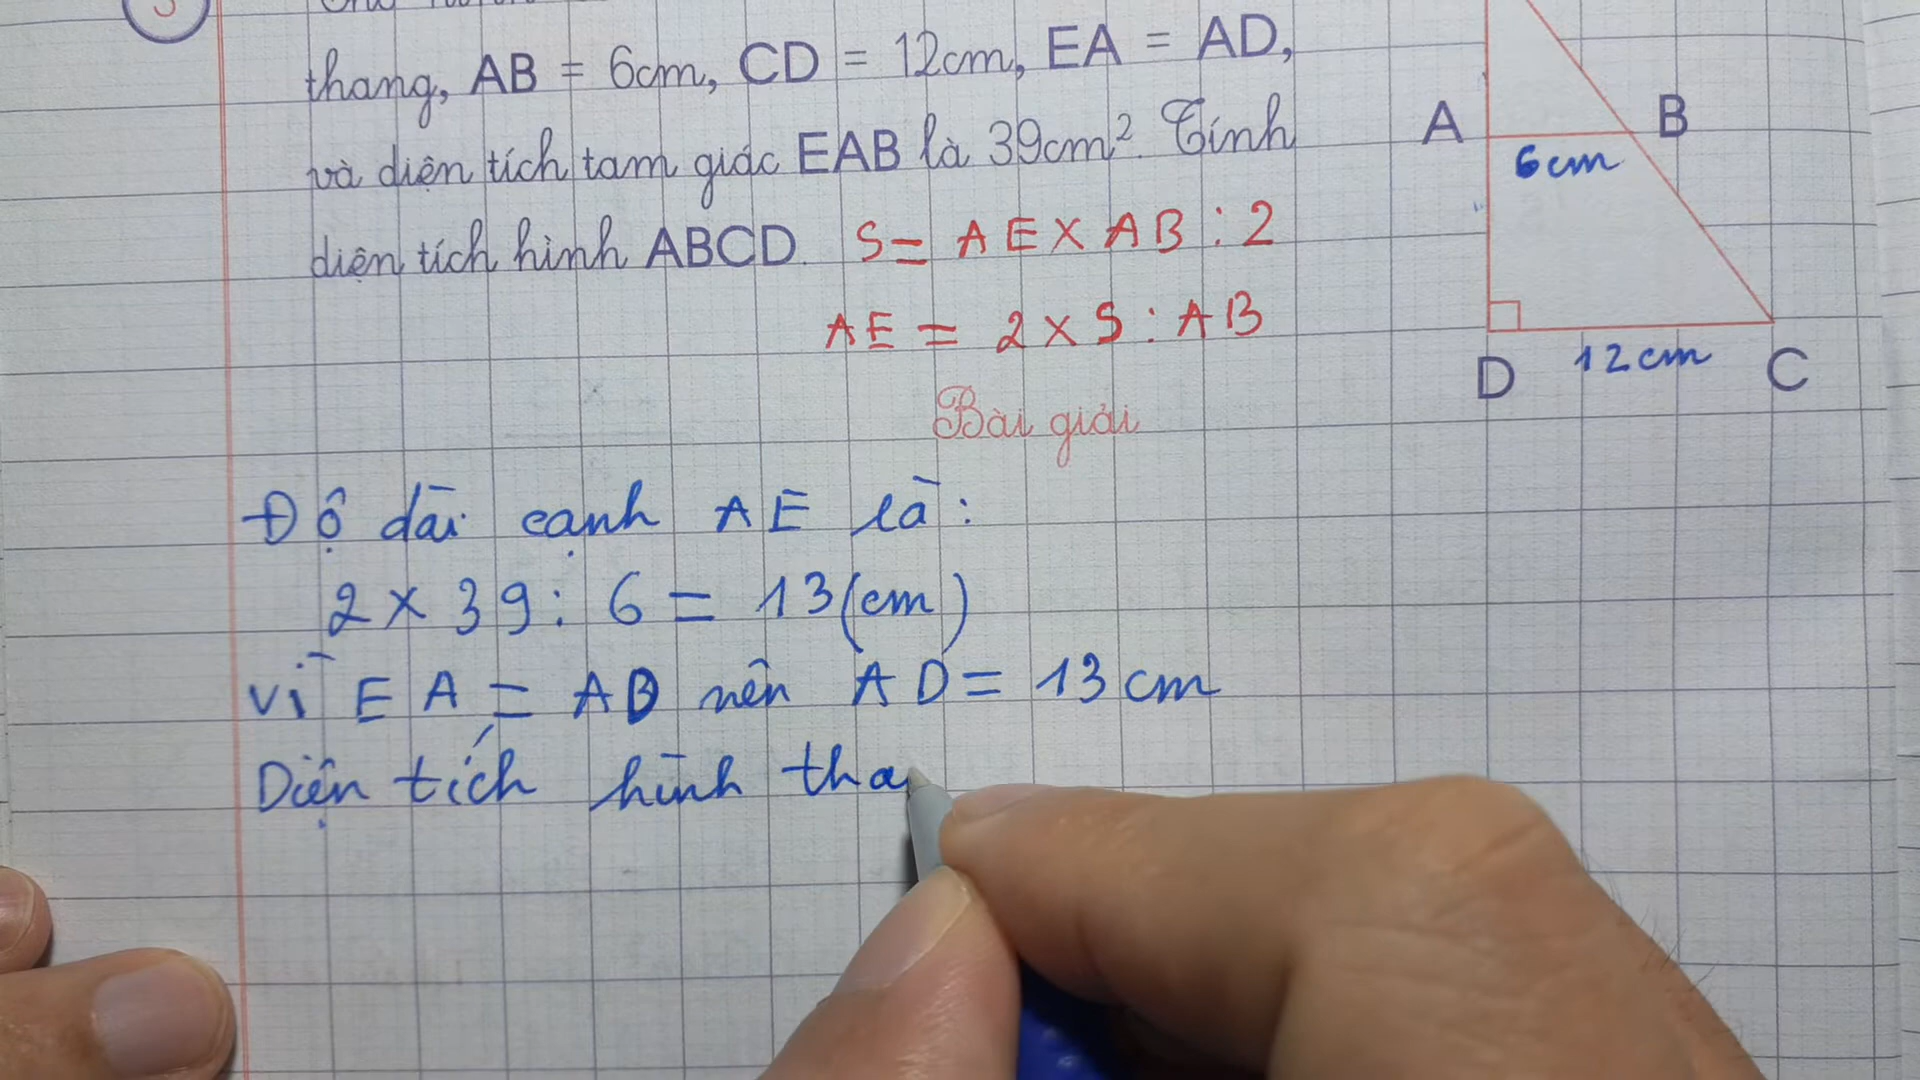 thang, AB = 6cm, CD = 12cm, EA = AD,
và diện tích tam giác EAB là 39cm². Tính
diện tích hình ABCD.
S = AE X AB : 2
AE = 2 X S : AB
A
B
6cm
D
12cm
C
Bài giải
Độ dài cạnh AE là:
2 X 39 : 6 = 13 (cm)
vì EA = AD nên AD = 13 cm
Diện tích hình tha